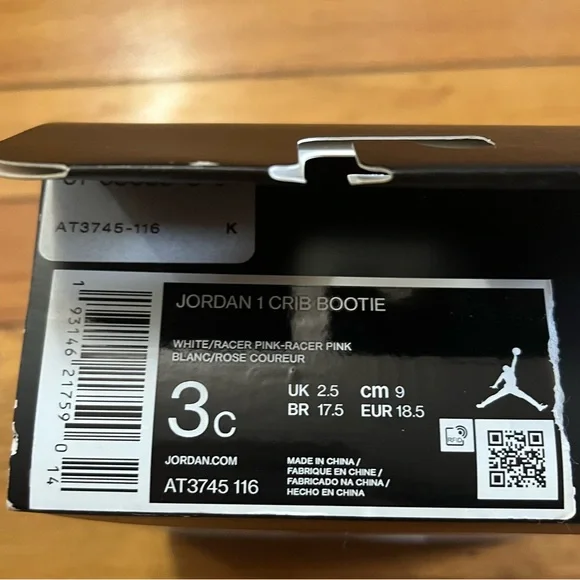 AT3745-116 K
JORDAN 1 CRIB BOOTIE
WHITE/RACER PINK-RACER PINK
BLANC/ROSE COUREUR
3C
UK 2.5 cm 9
BR 17.5 EUR 18.5
JORDAN.COM
AT3745 116
MADE IN CHINA /
FABRIQUE EN CHINE /
FABRICADO NA CHINA /
HECHO EN CHINA
RFID
1 93146 21759 0 14